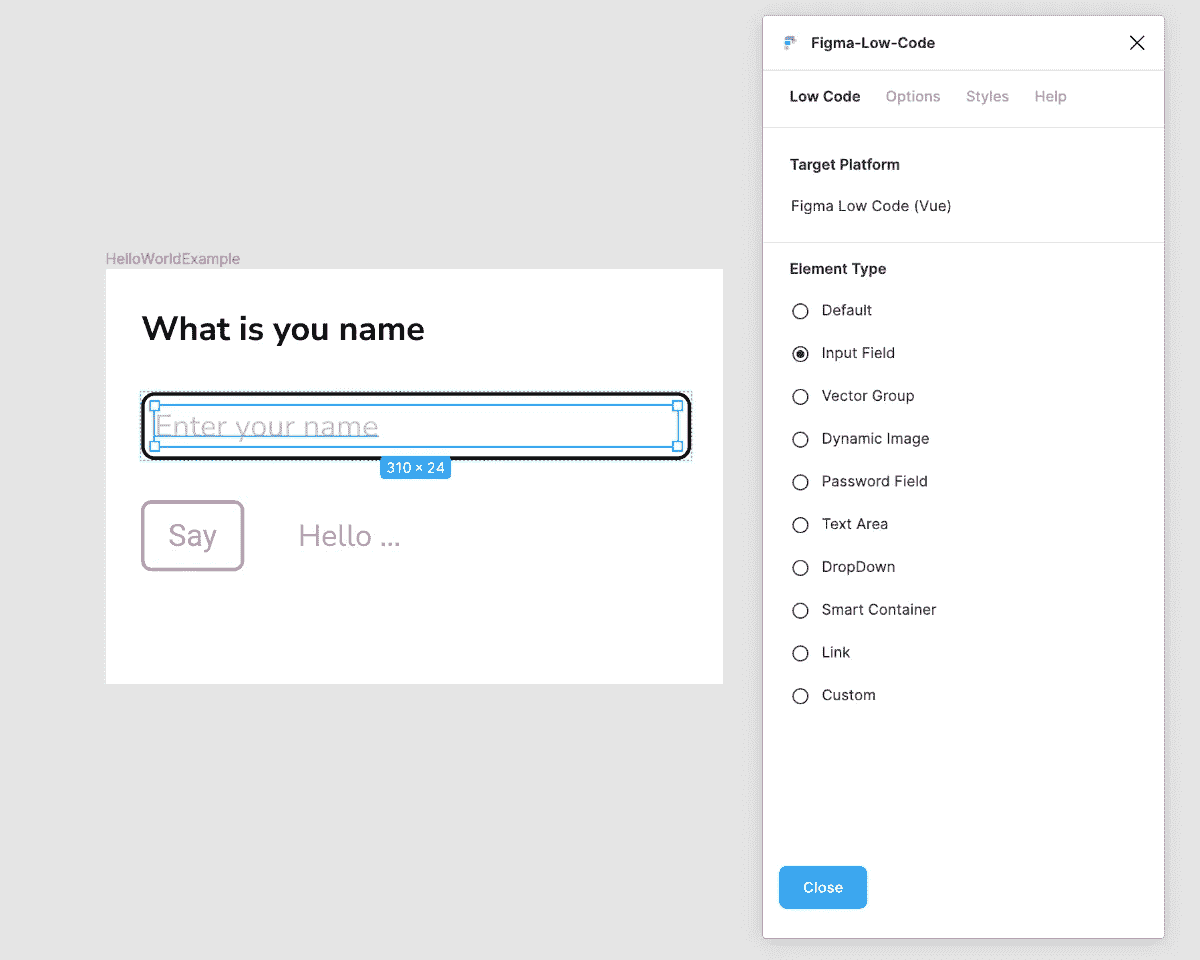 HelloWorldExample
What is you name
Enter your name
310 × 24
Say
Hello ...
Figma-Low-Code
Low Code Options Styles Help
Target Platform
Figma Low Code (Vue)
Element Type
Default
Input Field
Vector Group
Dynamic Image
Password Field
Text Area
DropDown
Smart Container
Link
Custom
Close